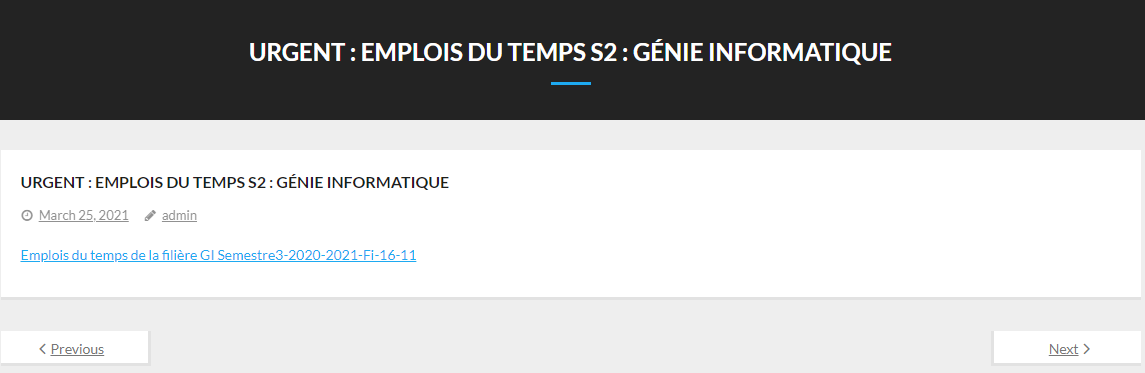 URGENT : EMPLOIS DU TEMPS S2 : GÉNIE INFORMATIQUE
URGENT : EMPLOIS DU TEMPS S2 : GÉNIE INFORMATIQUE
March 25, 2021 admin
Emplois du temps de la filière GI Semestre3-2020-2021-Fi-16-11
Previous Next